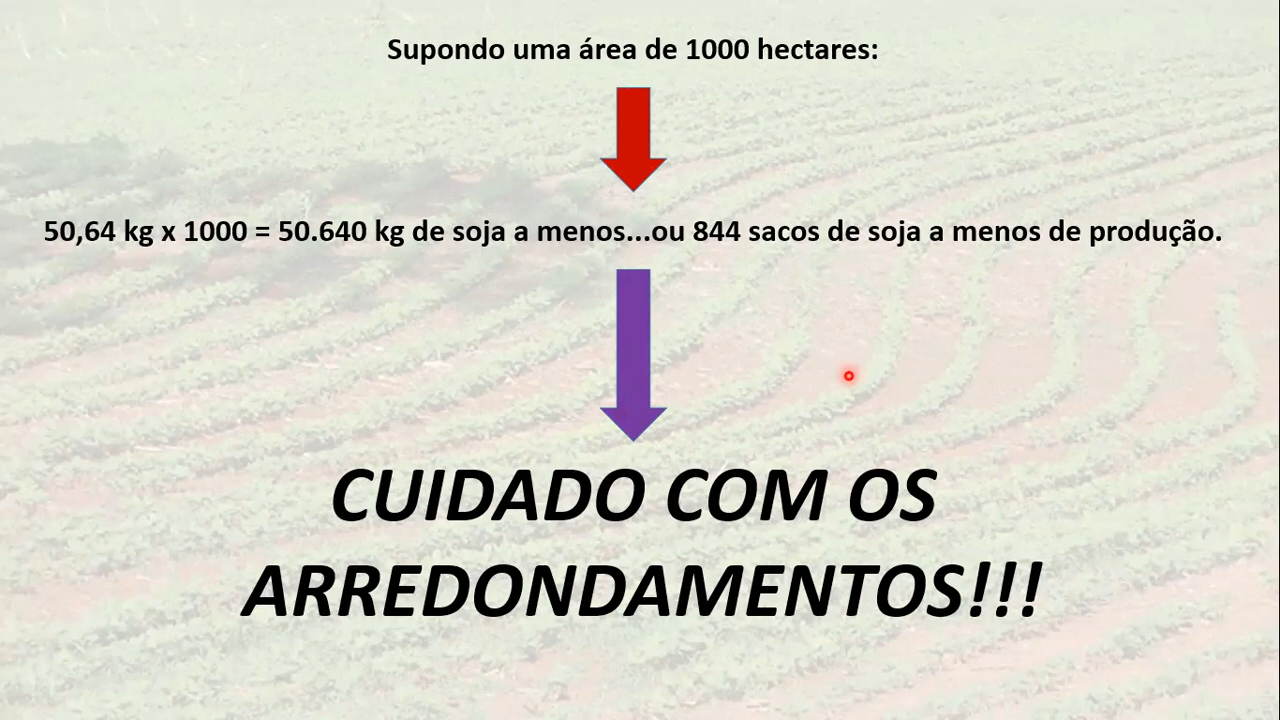 Supondo uma área de 1000 hectares:
50,64 kg x 1000 = 50.640 kg de soja a menos...ou 844 sacos de soja a menos de produção.
CUIDADO COM OS
ARREDONDAMENTOS!!!